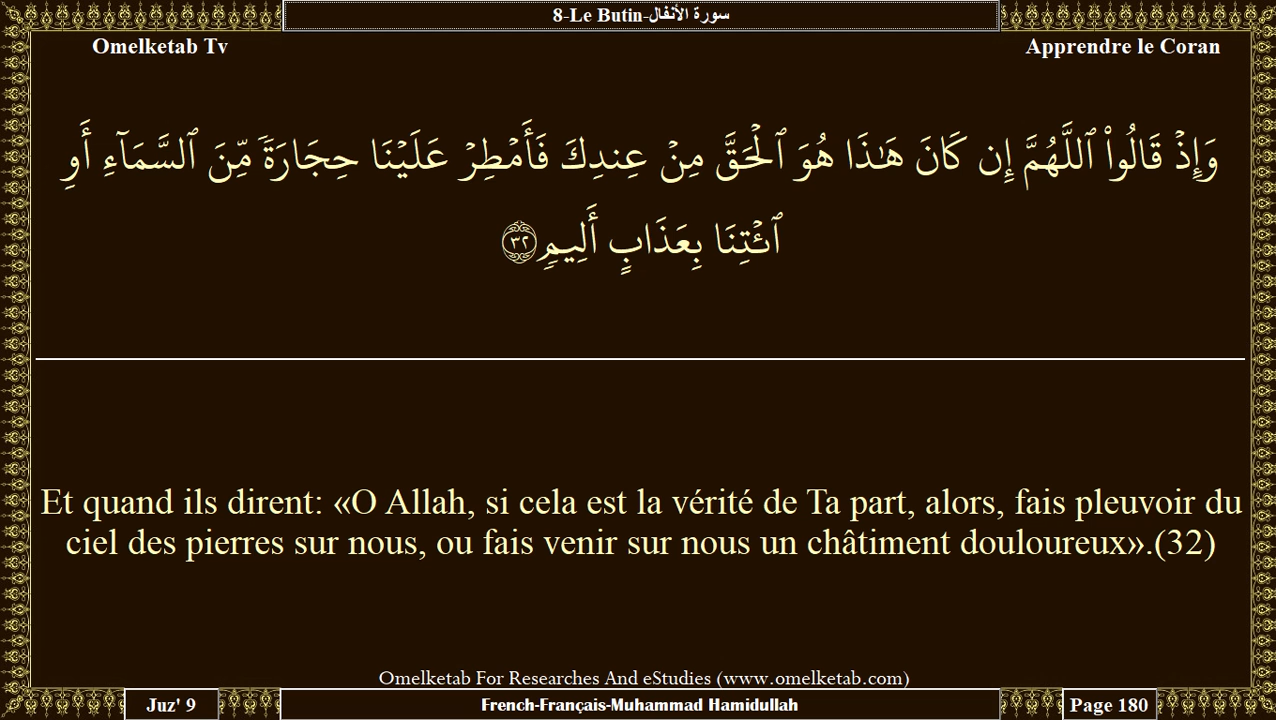 8-Le Butin-سورة الأنفال
Omelketab Tv
Apprendre le Coran
وَإِذۡ قَالُواْ ٱللَّهُمَّ إِن كَانَ هَٰذَا هُوَ ٱلۡحَقَّ مِنۡ عِندِكَ فَأَمۡطِرۡ عَلَيۡنَا حِجَارَةٗ مِّنَ ٱلسَّمَآءِ أَوِ
ٱئۡتِنَا بِعَذَابٍ أَلِيمٖ ٣٢
Et quand ils dirent: «O Allah, si cela est la vérité de Ta part, alors, fais pleuvoir du
ciel des pierres sur nous, ou fais venir sur nous un châtiment douloureux».(32)
Omelketab For Researches And eStudies (www.omelketab.com)
Juz' 9
French-Français-Muhammad Hamidullah
Page 180